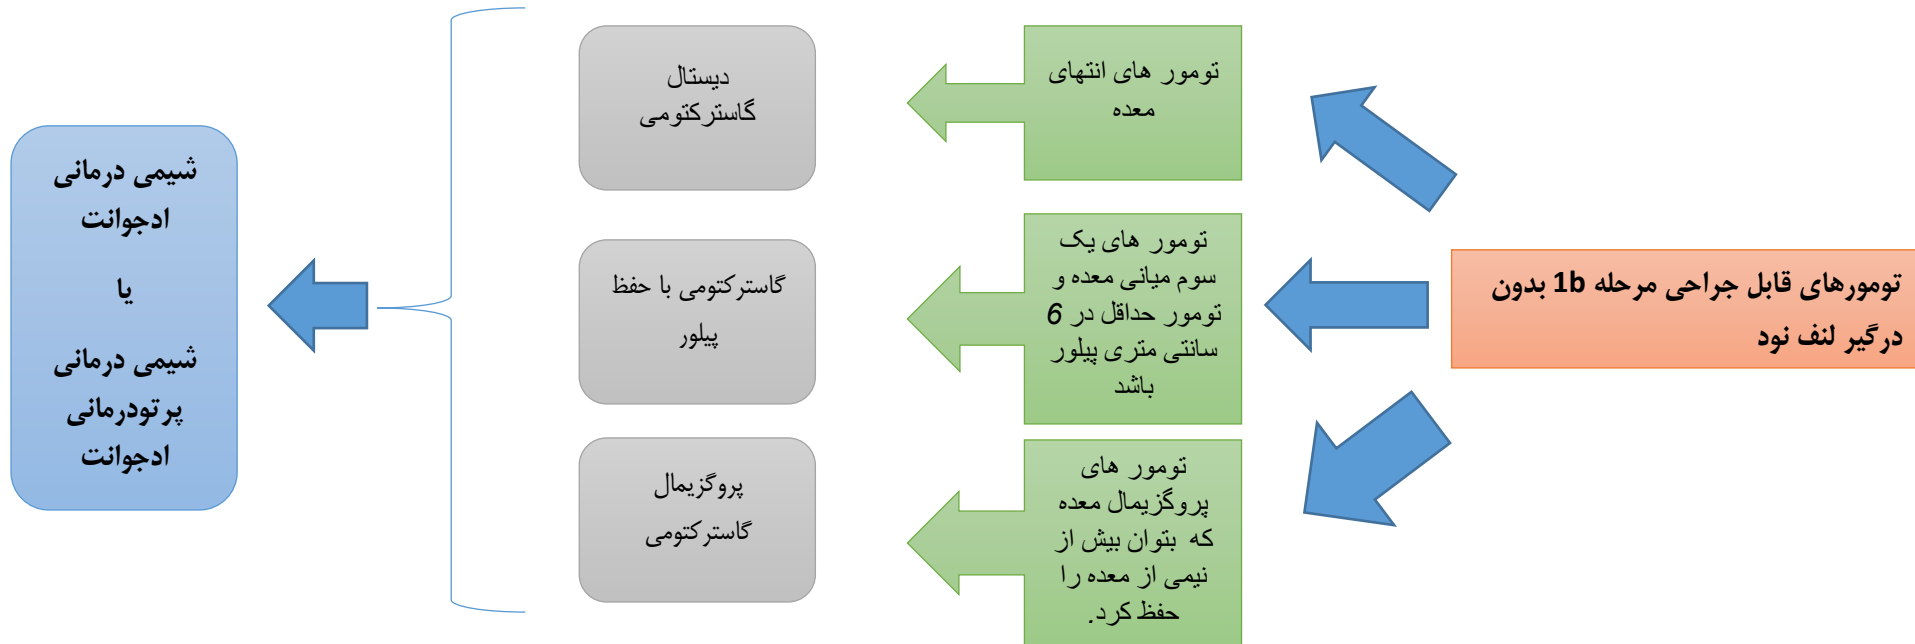 تومورهای قابل جراحی مرحله 1b بدون
درگیر لنف نود
تومور های انتهای
معده
دیستال
گاسترکتومی
تومور های یک
سوم میانی معده و
تومور حداقل در 6
سانتی متری پیلور
باشد
گاسترکتومی با حفظ
پیلور
تومور های
پروگزیمال معده
که بتوان بیش از
نیمی از معده را
حفظ کرد.
پروگزیمال
گاسترکتومی
شیمی درمانی
ادجوانت
یا
شیمی درمانی
پرتودرمانی
ادجوانت